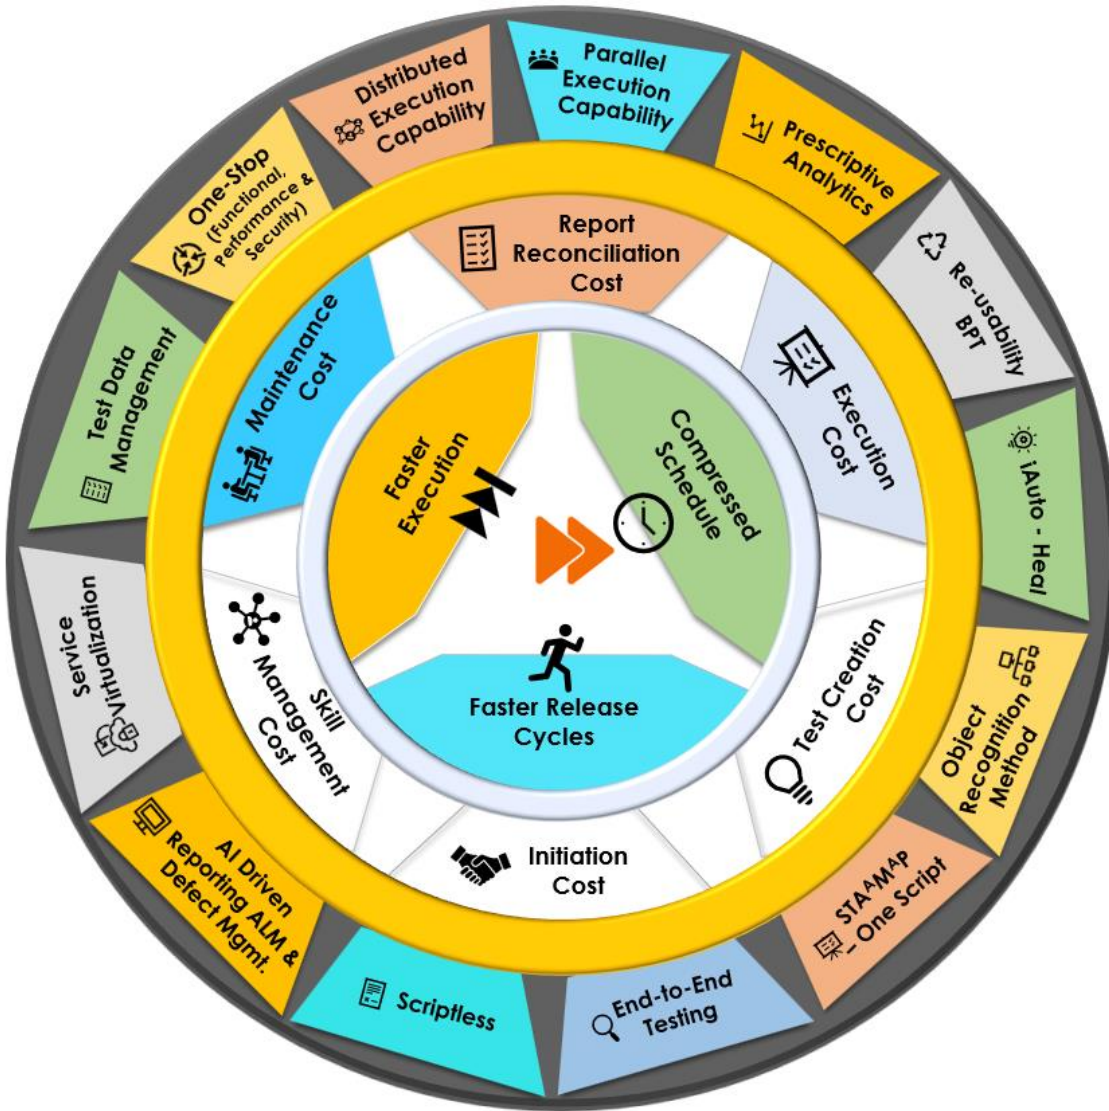 Parallel
Execution
Capability
Prescriptive
Analytics
Re-usability
BPT
iAuto - Heal
Object
Recognition
Method
STA^M^P
– One Script
End-to-End
Testing
Scriptless
AI Driven
Reporting ALM &
Defect Mgmt.
Service
Virtualization
Test Data
Management
One-Stop
(Functional,
Performance &
Security)
Distributed
Execution
Capability
Report
Reconciliation
Cost
Execution
Cost
Test Creation
Cost
Initiation
Cost
Skill
Management
Cost
Maintenance
Cost
Faster
Execution
Compressed
Schedule
Faster Release
Cycles